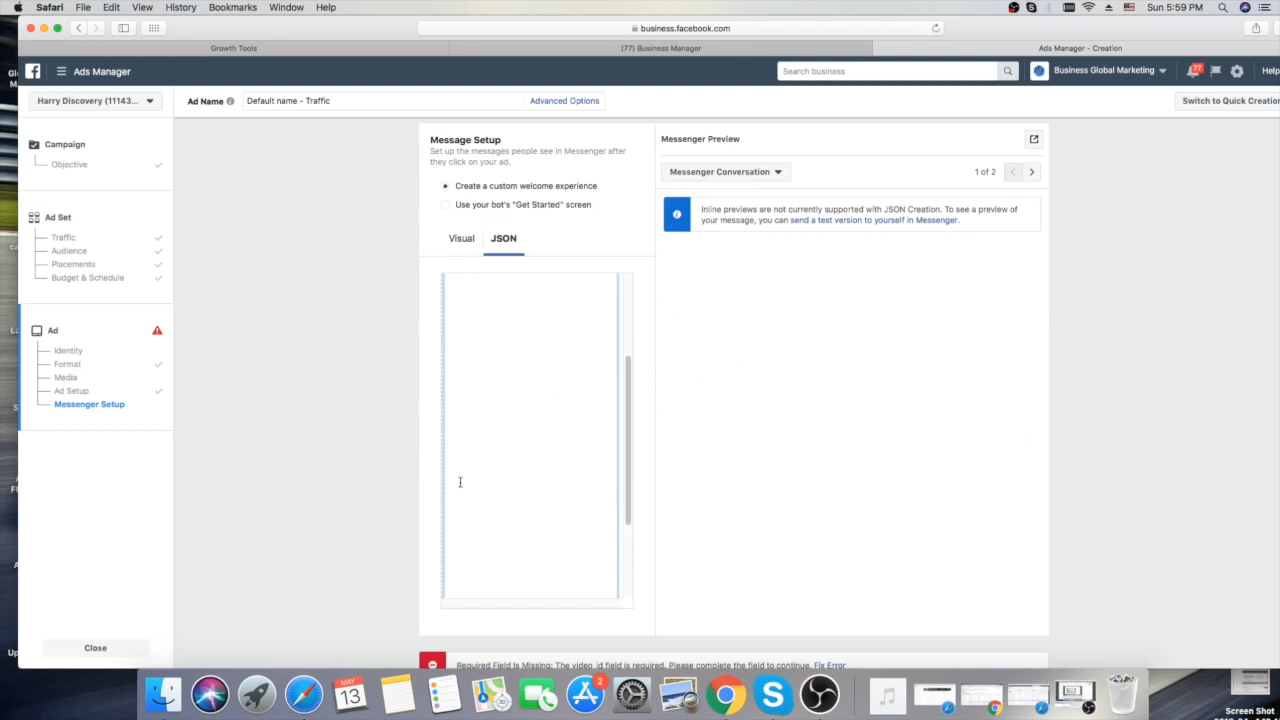 Safari File Edit View History Bookmarks Window Help
Sun 5:59 PM
business.facebook.com
Growth Tools
(77) Business Manager
Ads Manager - Creation
Ads Manager
Search business
Business Global Marketing
77
Help
Harry Discovery (11143...
Ad Name
Default name - Traffic
Advanced Options
Switch to Quick Creation
Campaign
Objective
Ad Set
Traffic
Audience
Placements
Budget & Schedule
Ad
Identity
Format
Media
Ad Setup
Messenger Setup
Close
Message Setup
Set up the messages people see in Messenger after
they click on your ad.
Create a custom welcome experience
Use your bot's "Get Started" screen
Visual
JSON
Messenger Preview
Messenger Conversation
1 of 2
Inline previews are not currently supported with JSON Creation. To see a preview of
your message, you can send a test version to yourself in Messenger.
Required Field Is Missing: The video_id field is required. Please complete the field to continue. Fix Error
MAY
13
2
Screen Shot